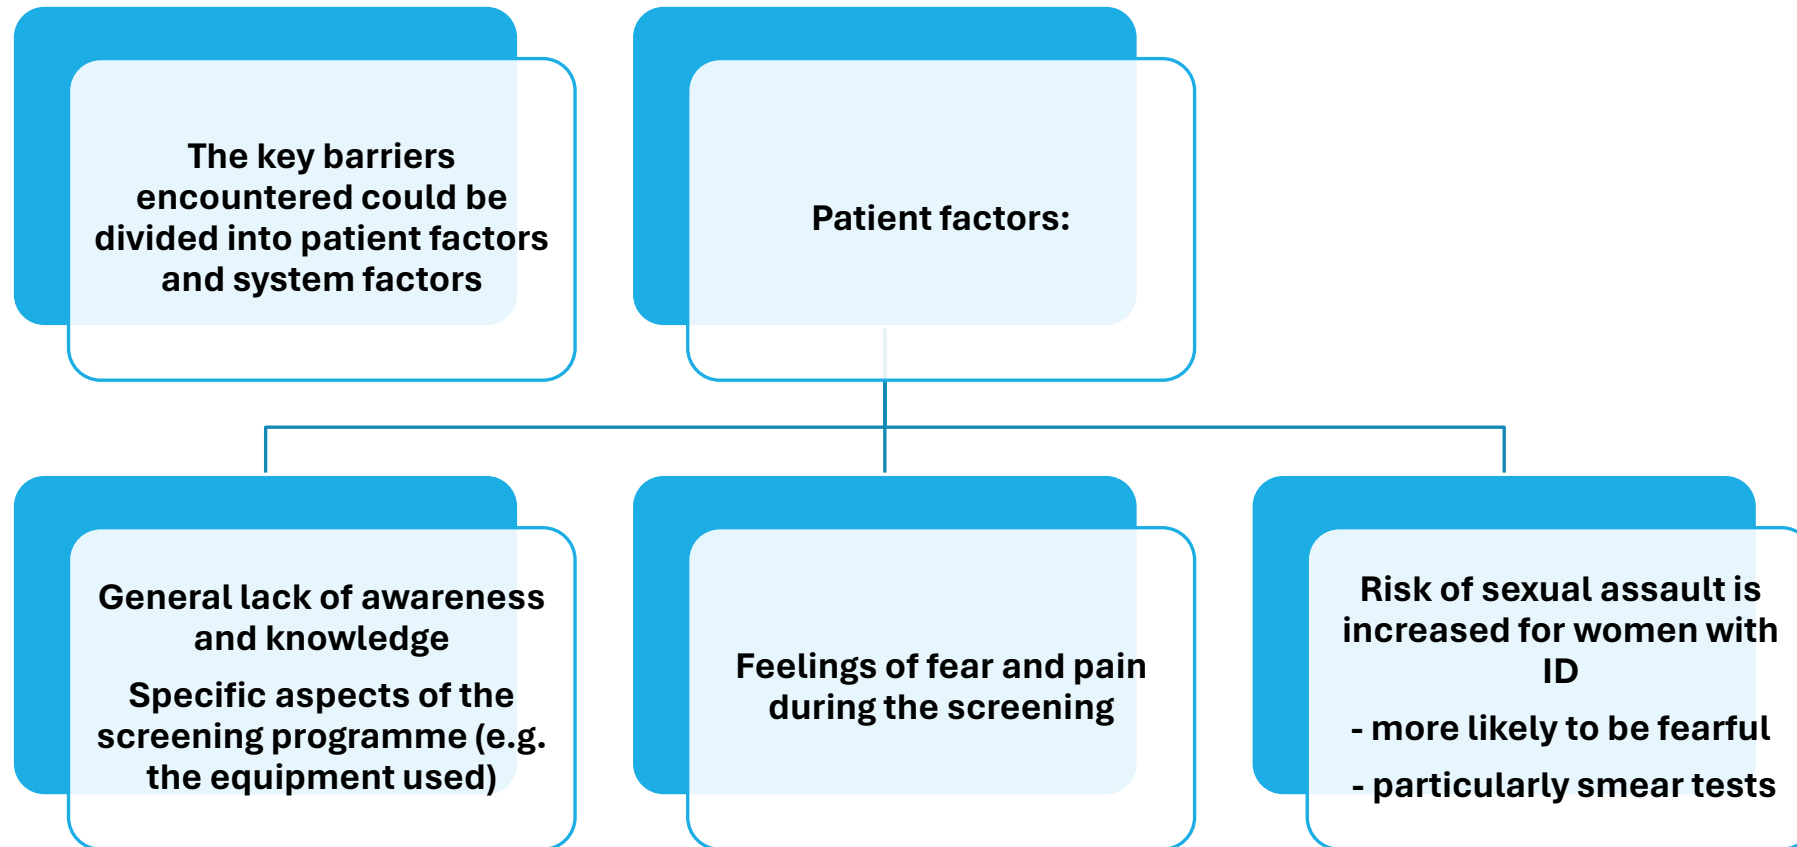 The key barriers
encountered could be
divided into patient factors
and system factors
Patient factors:
General lack of awareness
and knowledge
Specific aspects of the
screening programme (e.g.
the equipment used)
Feelings of fear and pain
during the screening
Risk of sexual assault is
increased for women with
ID
- more likely to be fearful
- particularly smear tests